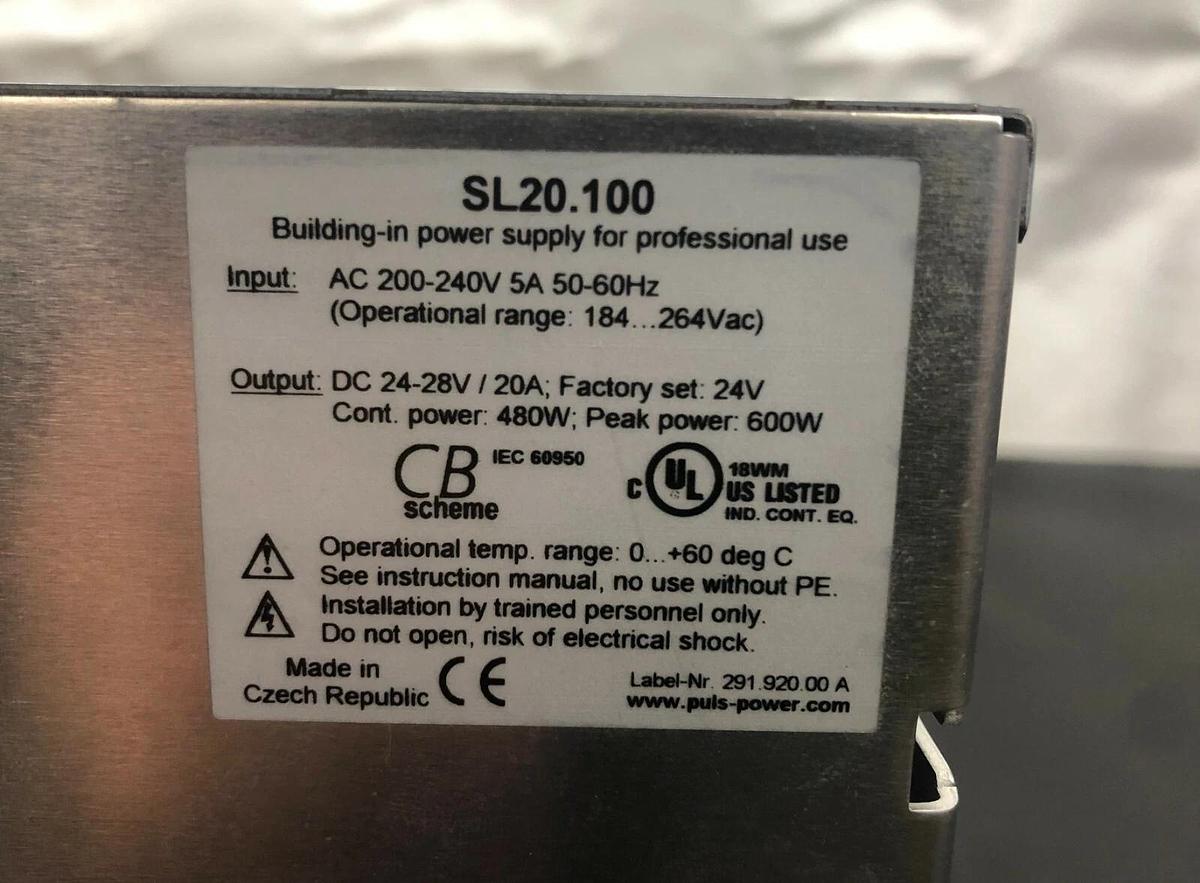 SL20.100
Building-in power supply for professional use
Input: AC 200-240V 5A 50-60Hz
(Operational range: 184...264Vac)
Output: DC 24-28V / 20A; Factory set: 24V
Cont. power: 480W; Peak power: 600W
CB scheme IEC 60950
C UL US LISTED 18WM
IND. CONT. EQ.
Operational temp. range: 0...+60 deg C
See instruction manual, no use without PE.
Installation by trained personnel only.
Do not open, risk of electrical shock.
Made in
Czech Republic CE
Label-Nr. 291.920.00 A
www.puls-power.com